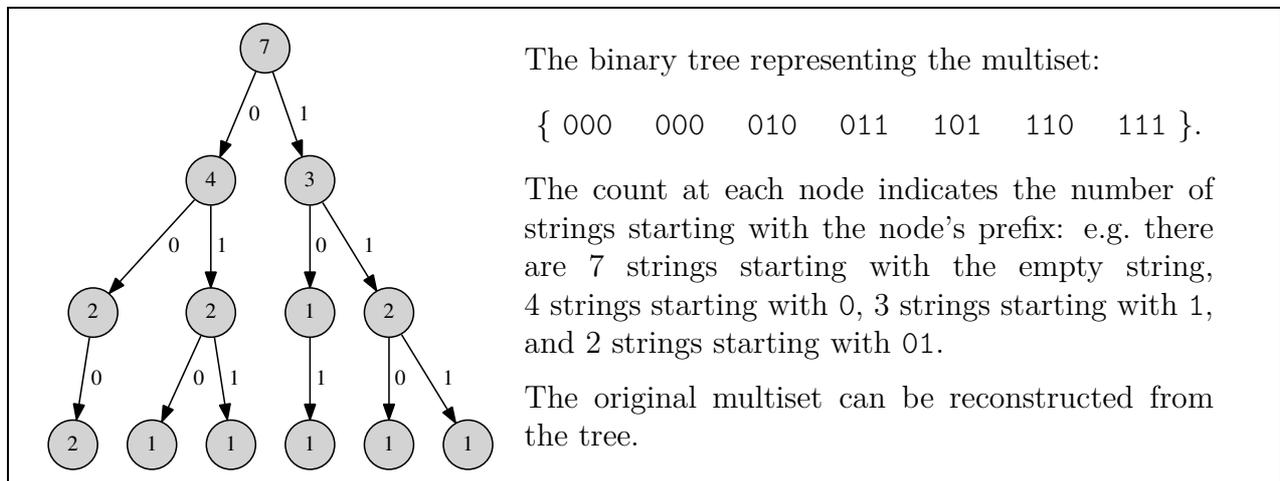 7
0 1
4 3
0 1 0 1
2 2 1 2
0 0 1 1 0 1
2 1 1 1 1 1
The binary tree representing the multiset:
{ 000 000 010 011 101 110 111 }.
The count at each node indicates the number of
strings starting with the node's prefix: e.g. there
are 7 strings starting with the empty string,
4 strings starting with 0, 3 strings starting with 1,
and 2 strings starting with 01.
The original multiset can be reconstructed from
the tree.